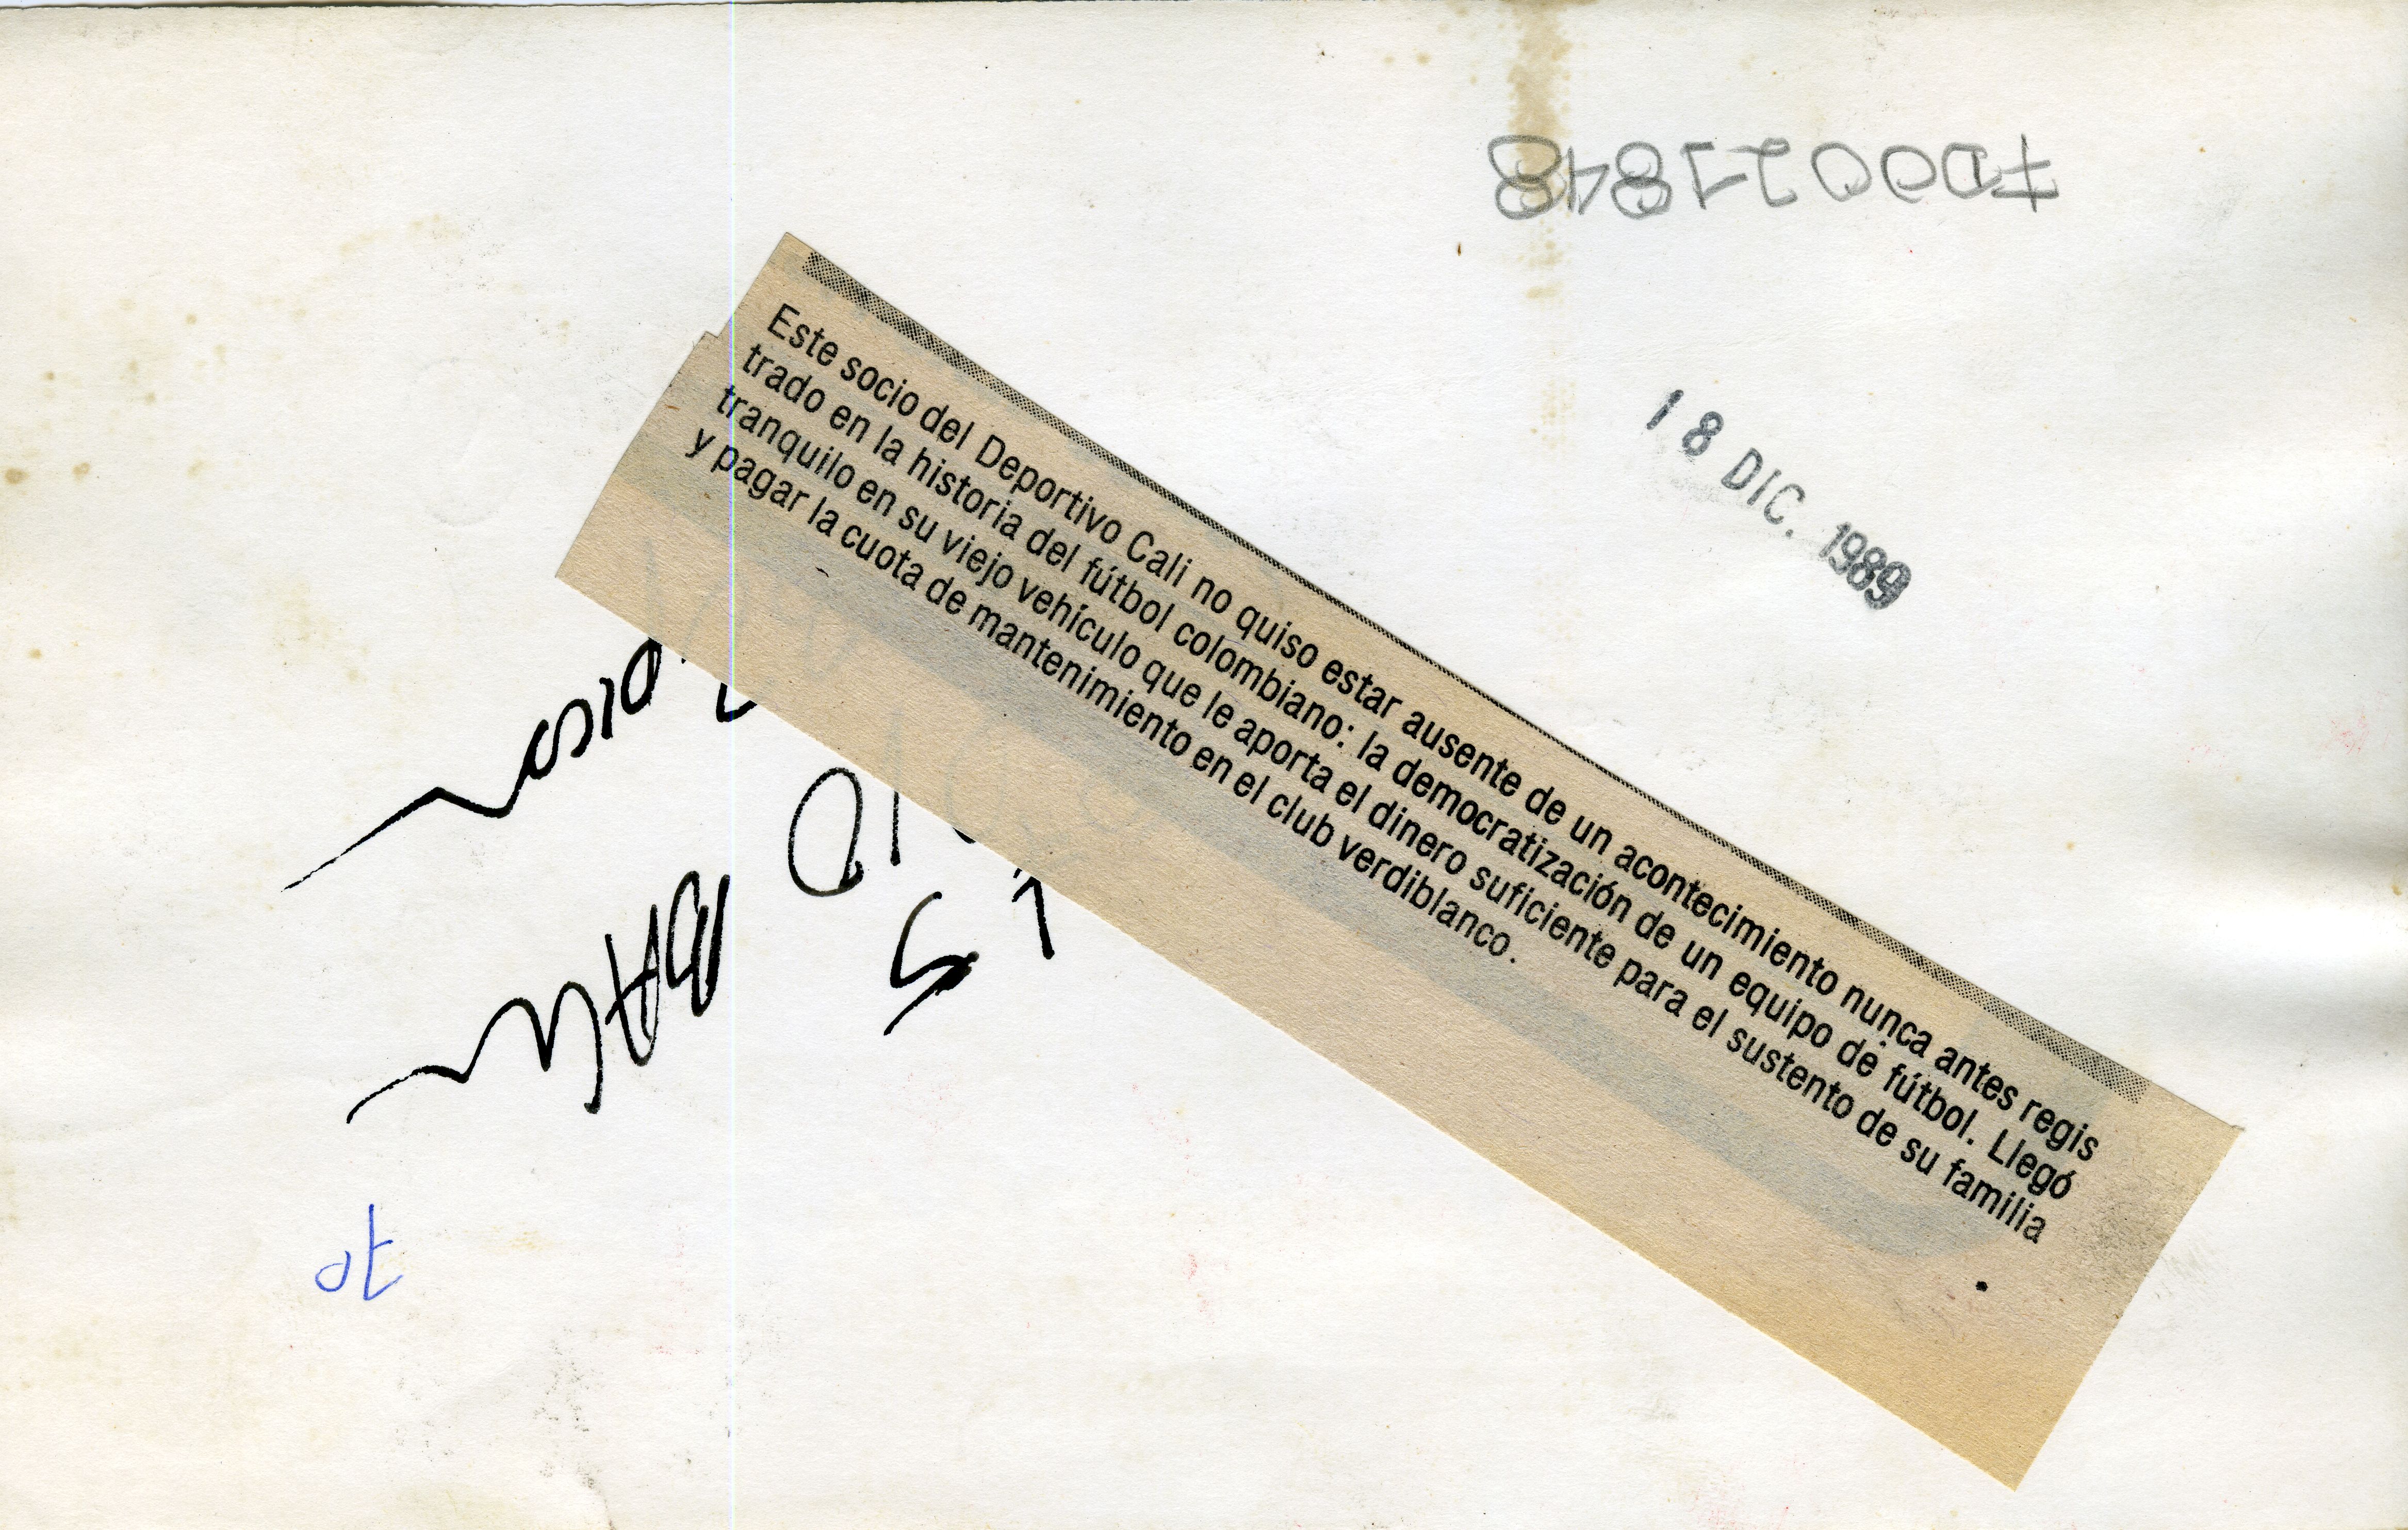 FD0021848
18 DIC. 1989
Este socio del Deportivo Cali no quiso estar ausente de un acontecimiento nunca antes regis
trado en la historia del fútbol colombiano: la democratización de un equipo de fútbol. Llegó
tranquilo en su viejo vehículo que le aporta el dinero suficiente para el sustento de su familia
y pagar la cuota de mantenimiento en el club verdiblanco.